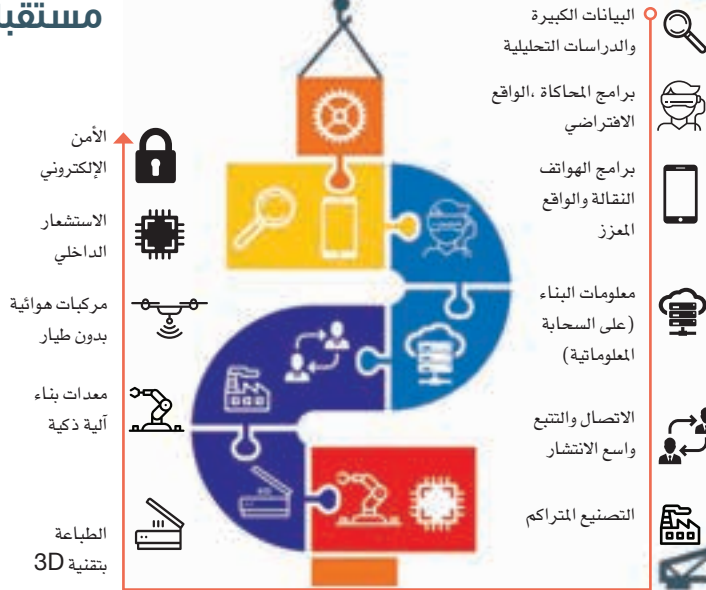 مستقبل
البيانات الكبيرة
والدراسات التحليلية
برامج المحاكاة ،الواقع
الافتراضي
برامج الهواتف
النقالة والواقع
المعزز
معلومات البناء
(على السحابة
المعلوماتية)
الاتصال والتتبع
واسع الانتشار
التصنيع المتراكم
الأمن
الإلكتروني
الاستشعار
الداخلي
مركبات هوائية
بدون طيار
معدات بناء
آلية ذكية
الطباعة
بتقنية 3D